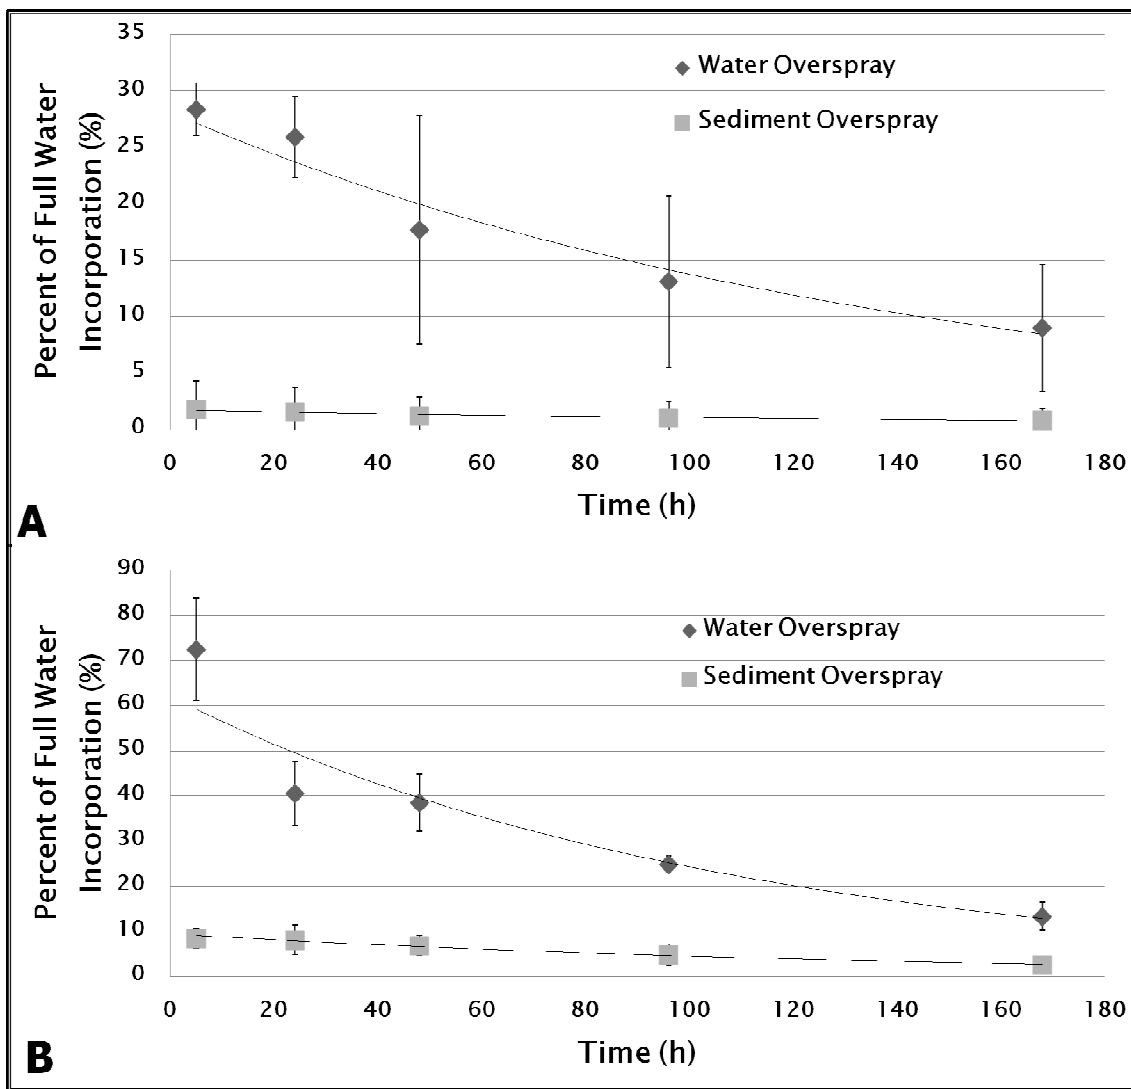 35
30
25
20
15
10
5
0
Percent of Full Water
Incorporation (%)
Water Overspray
Sediment Overspray
0 20 40 60 80 100 120 140 160 180
Time (h)
A
90
80
70
60
50
40
30
20
10
0
Percent of Full Water
Incorporation (%)
Water Overspray
Sediment Overspray
0 20 40 60 80 100 120 140 160 180
Time (h)
B